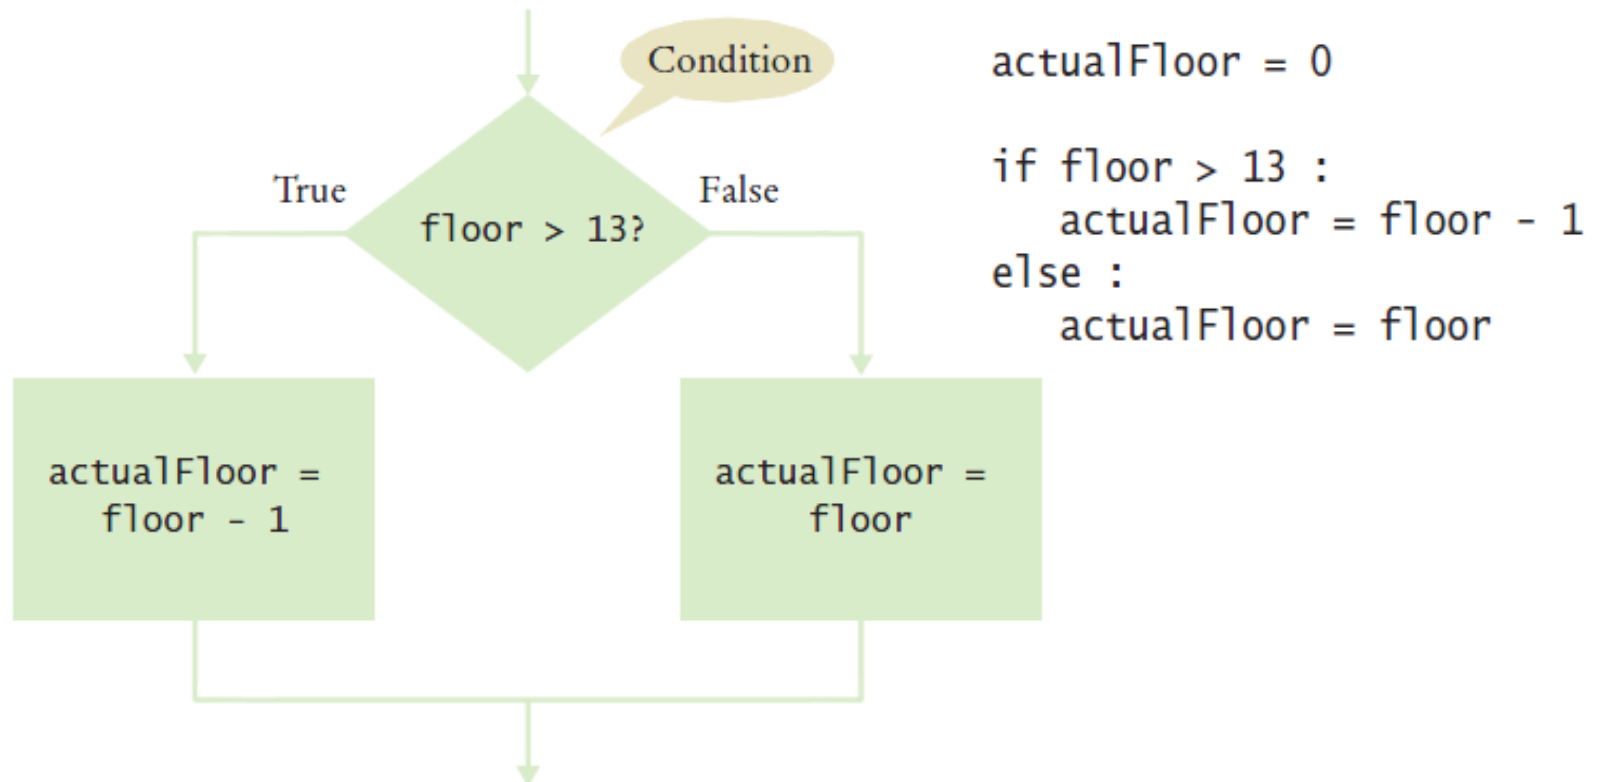 Condition
True
False
floor > 13?
actualFloor =
floor - 1
actualFloor =
floor
actualFloor = 0
if floor > 13 :
   actualFloor = floor - 1
else :
   actualFloor = floor